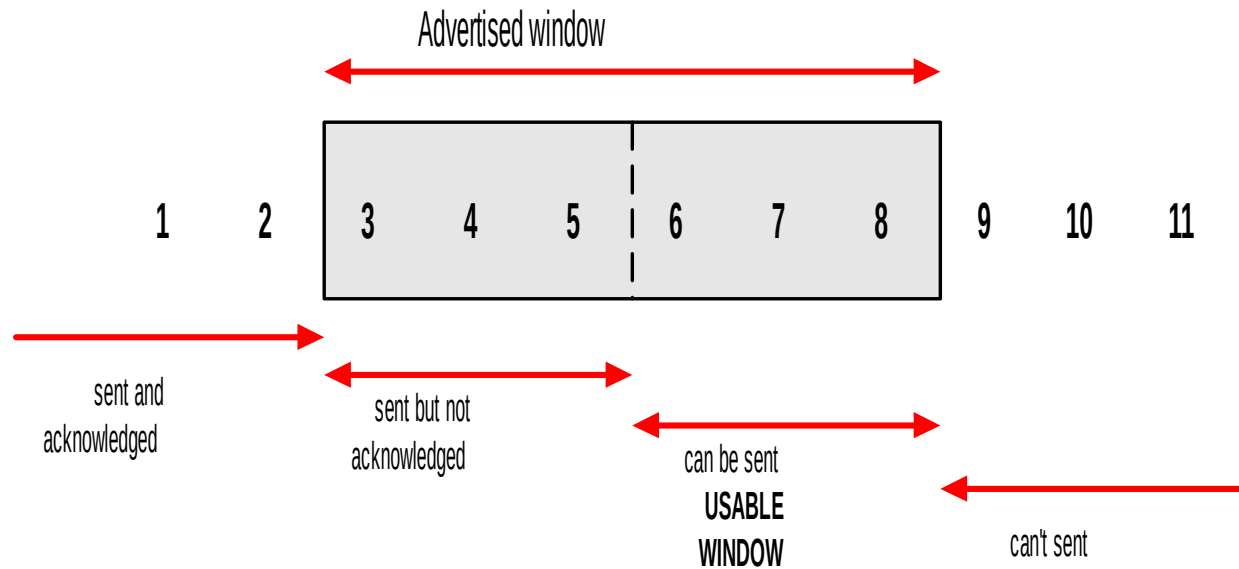 Advertised window
1 2 3 4 5 6 7 8 9 10 11
sent and
acknowledged
sent but not
acknowledged
can be sent
USABLE
WINDOW
can't sent